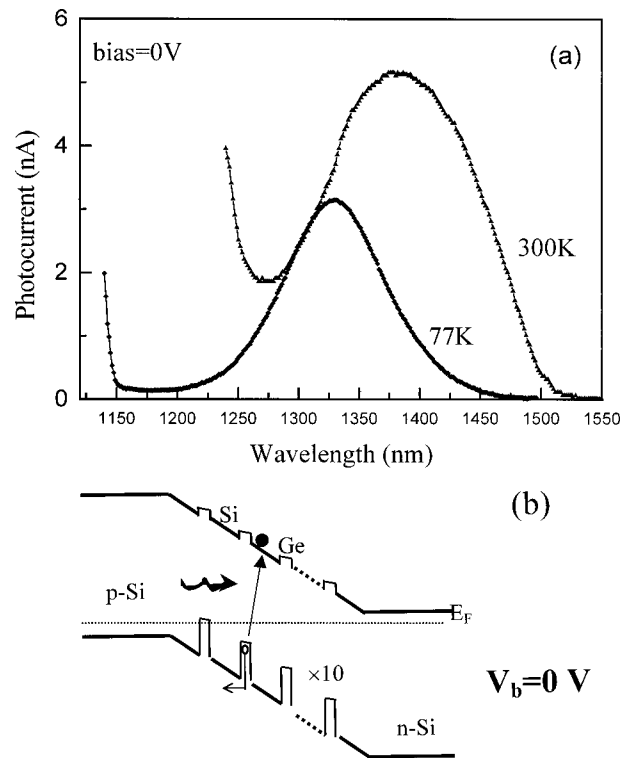 6
bias=0V
(a)
4
Photocurrent (nA)
2
300K
77K
0
1150 1200 1250 1300 1350 1400 1450 1500 1550
Wavelength (nm)
(b)
Si
Ge
p-Si
E_F
×10
V_b=0 V
n-Si